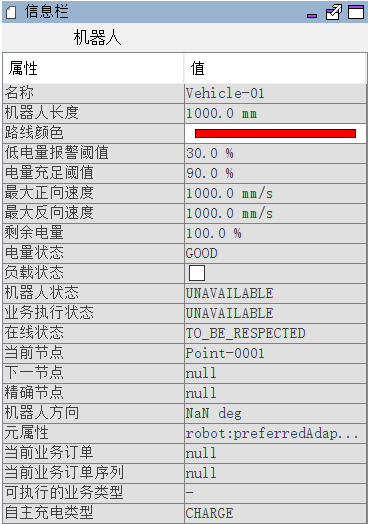 信息栏
机器人
属性 值
名称 Vehicle-01
机器人长度 1000.0 mm
路线颜色
低电量报警阈值 30.0 %
电量充足阈值 90.0 %
最大正向速度 1000.0 mm/s
最大反向速度 1000.0 mm/s
剩余电量 100.0 %
电量状态 GOOD
负载状态
机器人状态 UNAVAILABLE
业务执行状态 UNAVAILABLE
在线状态 TO_BE_RESPECTED
当前节点 Point-0001
下一节点 null
精确节点 null
机器人方向 NaN deg
元属性 robot:preferredAdap...
当前业务订单 null
当前业务订单序列 null
可执行的业务类型 -
自主充电类型 CHARGE